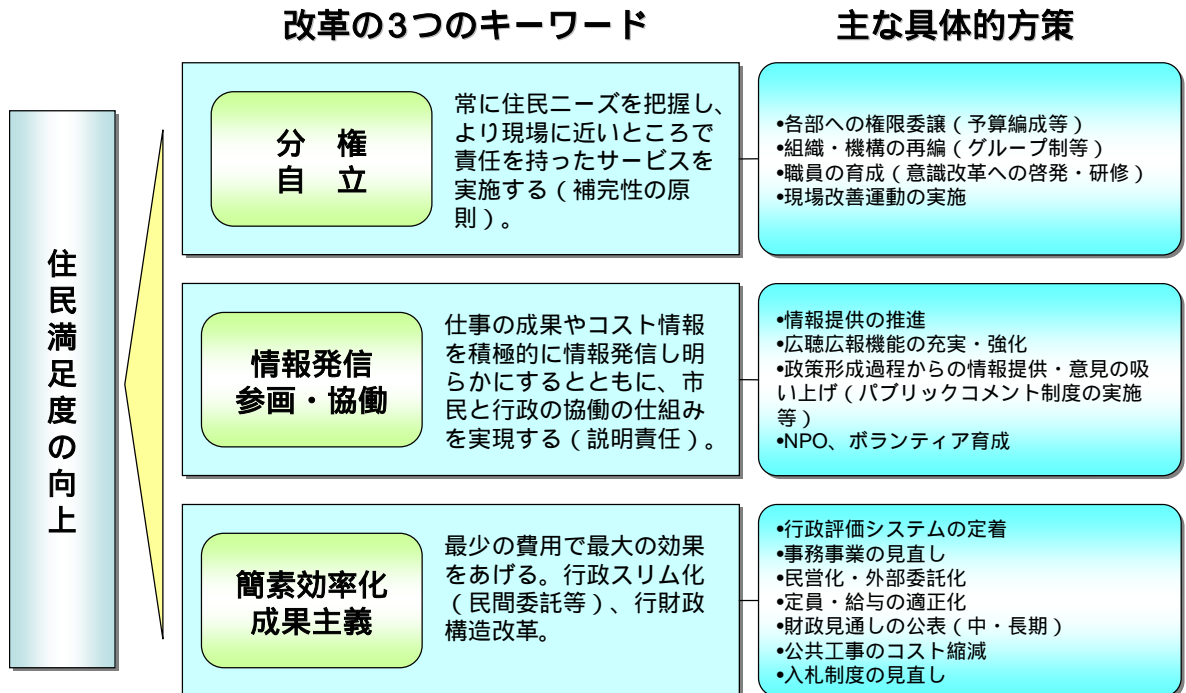 改革の3つのキーワード
主な具体的方策
住民満足度の向上
分　権
自　立
常に住民ニーズを把握し、
より現場に近いところで
責任を持ったサービスを
実施する（補完性の原
則）。
•各部への権限委譲（予算編成等）
•組織・機構の再編（グループ制等）
•職員の育成（意識改革への啓発・研修）
•現場改善運動の実施
情報発信
参画・協働
仕事の成果やコスト情報
を積極的に情報発信し明
らかにするとともに、市
民と行政の協働の仕組み
を実現する（説明責任）。
•情報提供の推進
•広聴広報機能の充実・強化
•政策形成過程からの情報提供・意見の吸
い上げ（パブリックコメント制度の実施
等）
•NPO、ボランティア育成
簡素効率化
成果主義
最少の費用で最大の効果
をあげる。行政スリム化
（民間委託等）、行財政
構造改革。
•行政評価システムの定着
•事務事業の見直し
•民営化・外部委託化
•定員・給与の適正化
•財政見通しの公表（中・長期）
•公共工事のコスト縮減
•入札制度の見直し